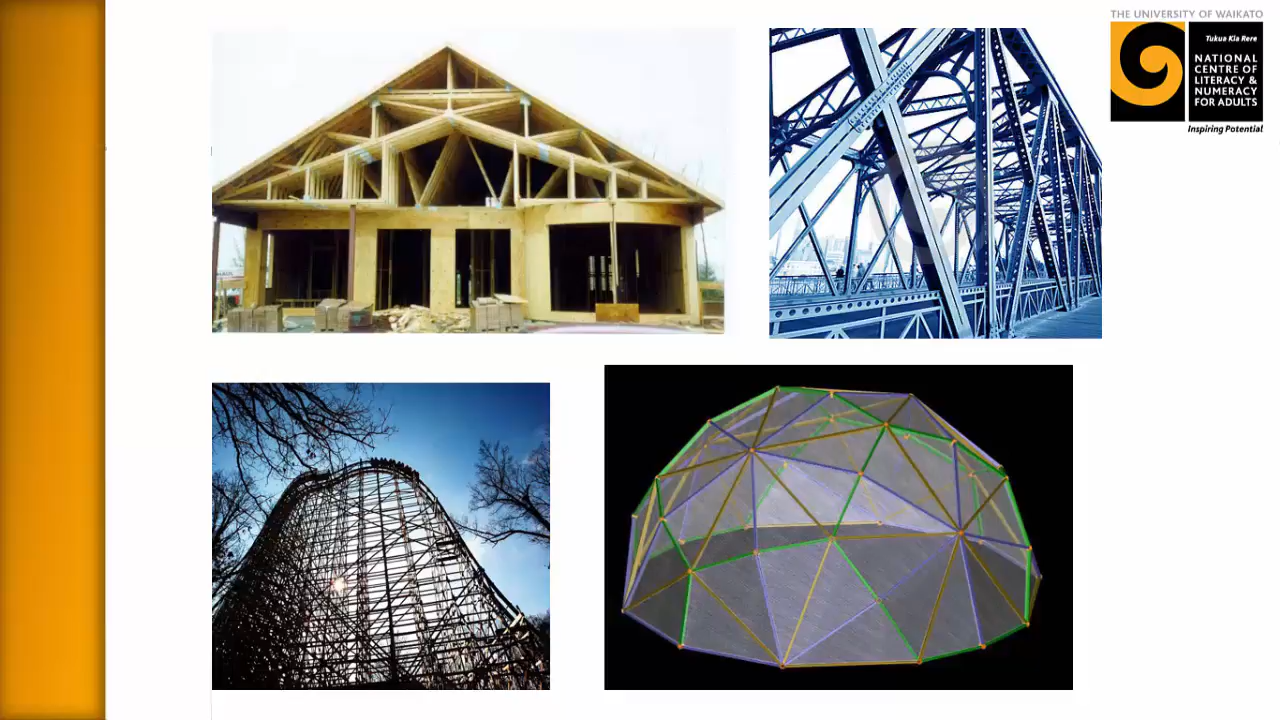 THE UNIVERSITY OF WAIKATO
Tukua Kia Rere
NATIONAL
CENTRE OF
LITERACY &
NUMERACY
FOR ADULTS
Inspiring Potential